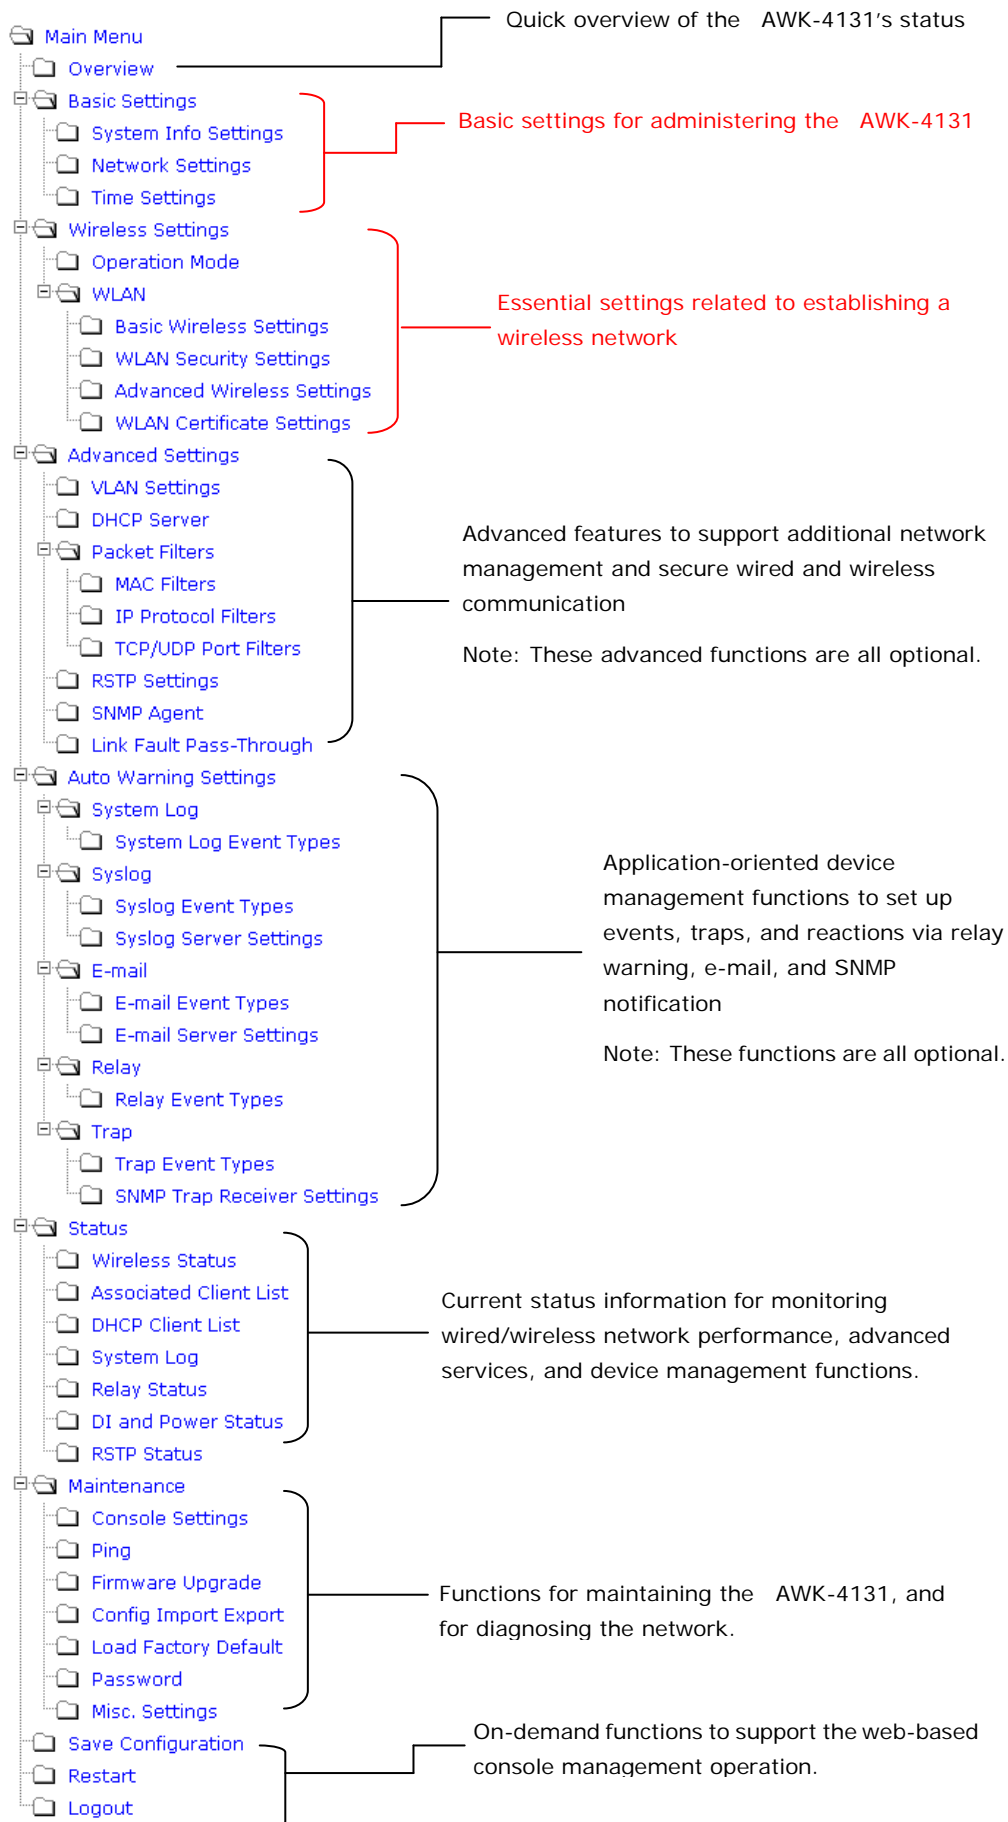 Quick overview of the AWK-4131's status
Main Menu
Overview
Basic Settings
System Info Settings
Network Settings
Time Settings
Basic settings for administering the AWK-4131
Wireless Settings
Operation Mode
WLAN
Basic Wireless Settings
WLAN Security Settings
Advanced Wireless Settings
WLAN Certificate Settings
Essential settings related to establishing a
wireless network
Advanced Settings
VLAN Settings
DHCP Server
Packet Filters
MAC Filters
IP Protocol Filters
TCP/UDP Port Filters
RSTP Settings
SNMP Agent
Link Fault Pass-Through
Advanced features to support additional network
management and secure wired and wireless
communication
Note: These advanced functions are all optional.
Auto Warning Settings
System Log
System Log Event Types
Syslog
Syslog Event Types
Syslog Server Settings
E-mail
E-mail Event Types
E-mail Server Settings
Relay
Relay Event Types
Trap
Trap Event Types
SNMP Trap Receiver Settings
Application-oriented device
management functions to set up
events, traps, and reactions via relay
warning, e-mail, and SNMP
notification
Note: These functions are all optional.
Status
Wireless Status
Associated Client List
DHCP Client List
System Log
Relay Status
DI and Power Status
RSTP Status
Current status information for monitoring
wired/wireless network performance, advanced
services, and device management functions.
Maintenance
Console Settings
Ping
Firmware Upgrade
Config Import Export
Load Factory Default
Password
Misc. Settings
Functions for maintaining the AWK-4131, and
for diagnosing the network.
Save Configuration
Restart
Logout
On-demand functions to support the web-based
console management operation.